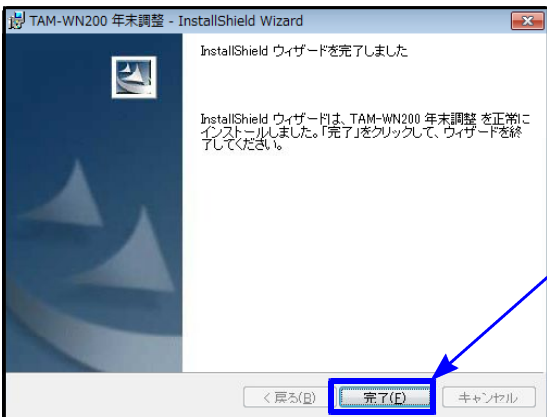 TAM-WN200 年末調整 - InstallShield Wizard
InstallShield ウィザードを完了しました
InstallShield ウィザードは、TAM-WN200 年末調整 を正常に
インストールしました。「完了」をクリックして、ウィザードを終
了してください。
< 戻る(B) 完了(F) キャンセル